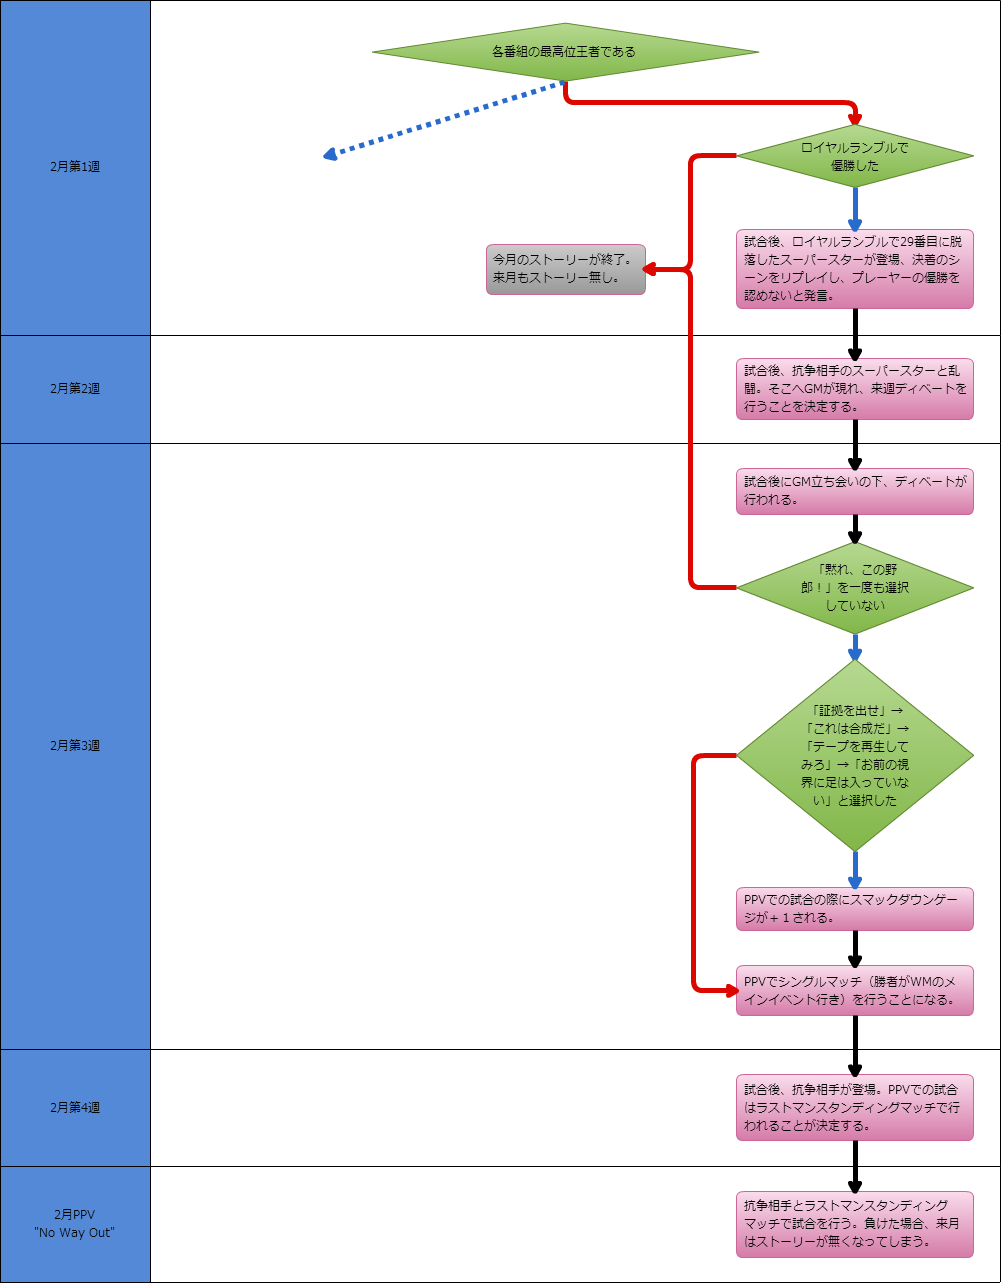 各番組の最高位王者である
2月第1週
ロイヤルランブルで
優勝した
試合後、ロイヤルランブルで29番目に脱
落したスーパースターが登場、決着のシ
ーンをリプレイし、プレーヤーの優勝を
認めないと発言。
今月のストーリーが終了。
来月もストーリー無し。
2月第2週
試合後、抗争相手のスーパースターと乱
闘。そこへGMが現れ、来週ディベートを
行うことを決定する。
2月第3週
試合後にGM立ち会いの下、ディベートが
行われる。
「黙れ、この野
郎！」を一度も選択
していない
「証拠を出せ」→
「これは合成だ」→
「テープを再生して
みろ」→「お前の視
界に足は入っていな
い」と選択した
PPVでの試合の際にスマックダウンゲー
ジが＋１される。
PPVでシングルマッチ（勝者がWMのメ
インイベント行き）を行うことになる。
2月第4週
試合後、抗争相手が登場。PPVでの試合
はラストマンスタンディングマッチで行
われることが決定する。
2月PPV
"No Way Out"
抗争相手とラストマンスタンディング
マッチで試合を行う。負けた場合、来月
はストーリーが無くなってしまう。